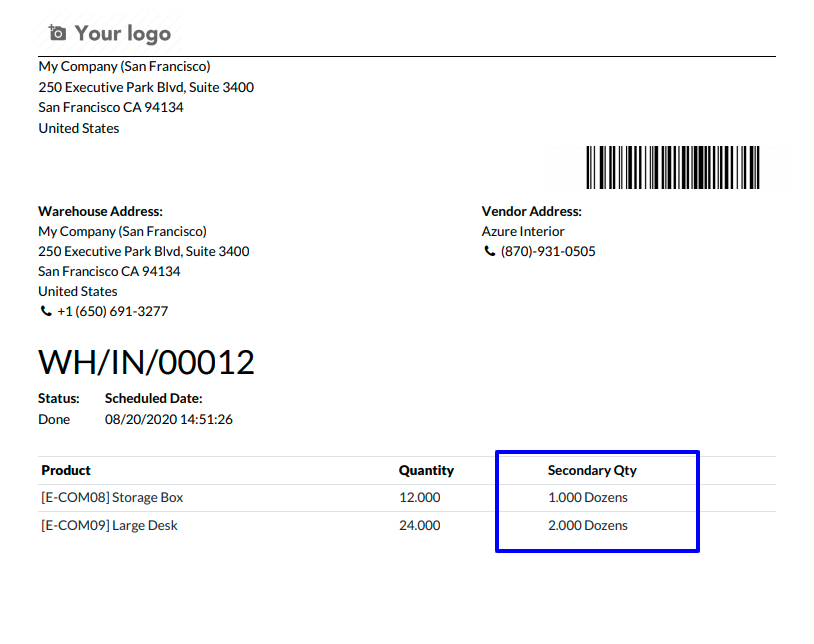 Your logo
My Company (San Francisco)
250 Executive Park Blvd, Suite 3400
San Francisco CA 94134
United States
Warehouse Address:
My Company (San Francisco)
250 Executive Park Blvd, Suite 3400
San Francisco CA 94134
United States
+1 (650) 691-3277
Vendor Address:
Azure Interior
(870)-931-0505
WH/IN/00012
Status: Scheduled Date:
Done 08/20/2020 14:51:26
Product Quantity Secondary Qty
[E-COM08] Storage Box 12.000 1.000 Dozens
[E-COM09] Large Desk 24.000 2.000 Dozens